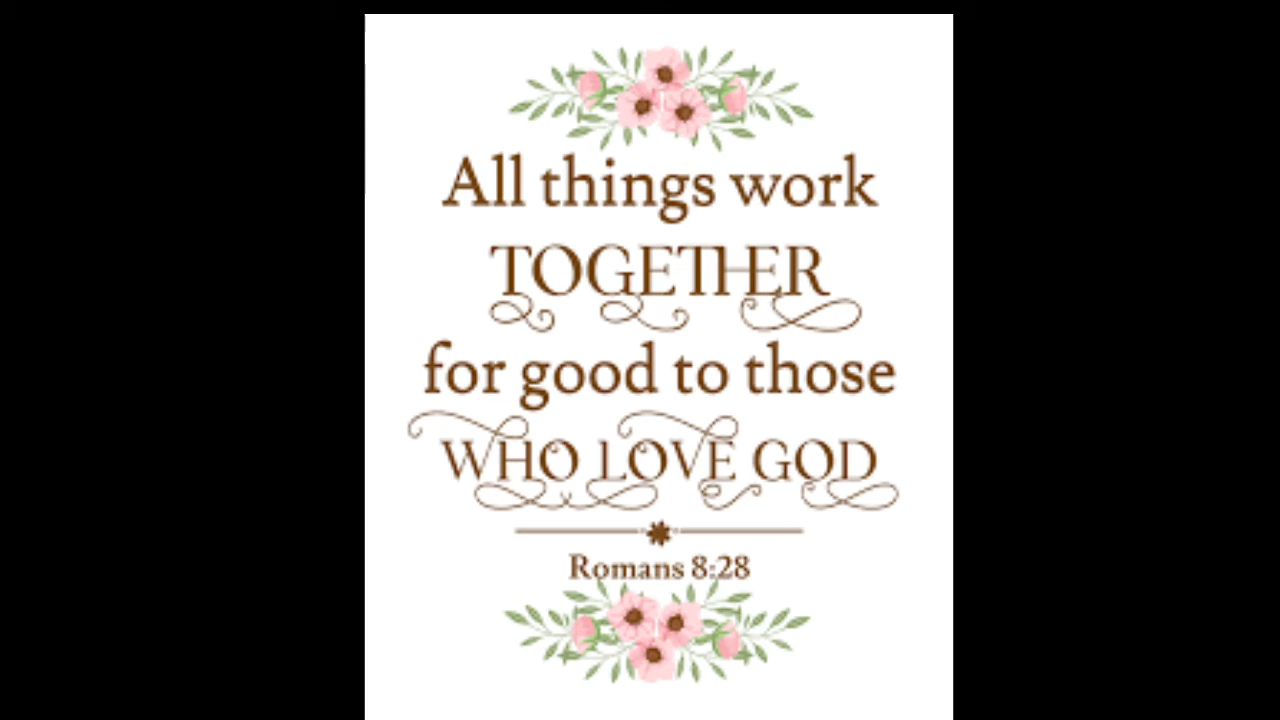 All things work
TOGETHER
for good to those
WHO LOVE GOD
Romans 8:28